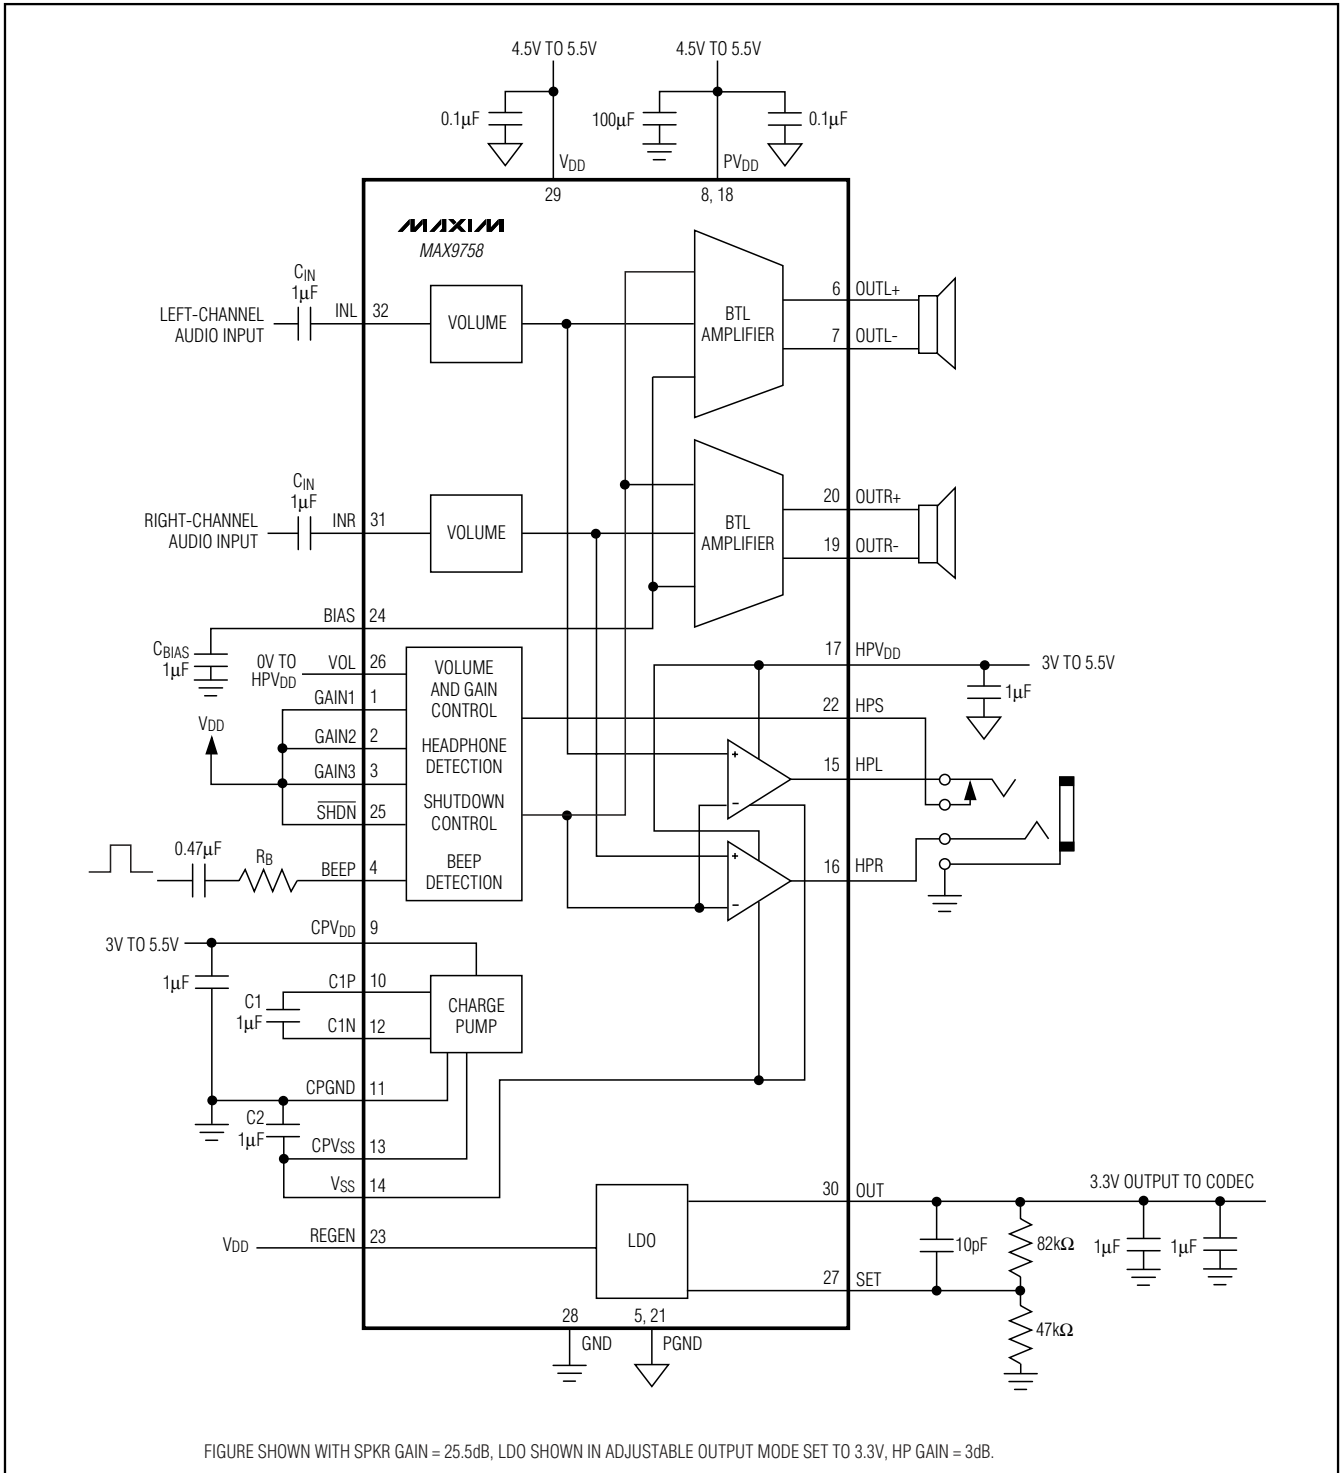 4.5V TO 5.5V
4.5V TO 5.5V
0.1µF
100µF
0.1µF
VDD
PVDD
29
8, 18
MAXIM
MAX9758
CIN
1µF
LEFT-CHANNEL
AUDIO INPUT
INL
32
VOLUME
BTL
AMPLIFIER
6
OUTL+
7
OUTL-
CIN
1µF
RIGHT-CHANNEL
AUDIO INPUT
INR
31
VOLUME
BTL
AMPLIFIER
20
OUTR+
19
OUTR-
BIAS
24
CBIAS
1µF
0V TO
HPVDD
VOL
26
GAIN1
1
VDD
GAIN2
2
GAIN3
3
SHDN
25
VOLUME
AND GAIN
CONTROL
HEADPHONE
DETECTION
SHUTDOWN
CONTROL
BEEP
DETECTION
17
HPVDD
3V TO 5.5V
1µF
22
HPS
15
HPL
+
−
16
HPR
+
−
0.47µF
RB
BEEP
4
CPVDD
9
3V TO 5.5V
1µF
C1P
10
C1
1µF
C1N
12
CHARGE
PUMP
CPGND
11
C2
1µF
CPVSS
13
VSS
14
VDD
REGEN
23
LDO
30
OUT
3.3V OUTPUT TO CODEC
10pF
82kΩ
1µF
1µF
27
SET
47kΩ
28
GND
5, 21
PGND
FIGURE SHOWN WITH SPKR GAIN = 25.5dB, LDO SHOWN IN ADJUSTABLE OUTPUT MODE SET TO 3.3V, HP GAIN = 3dB.